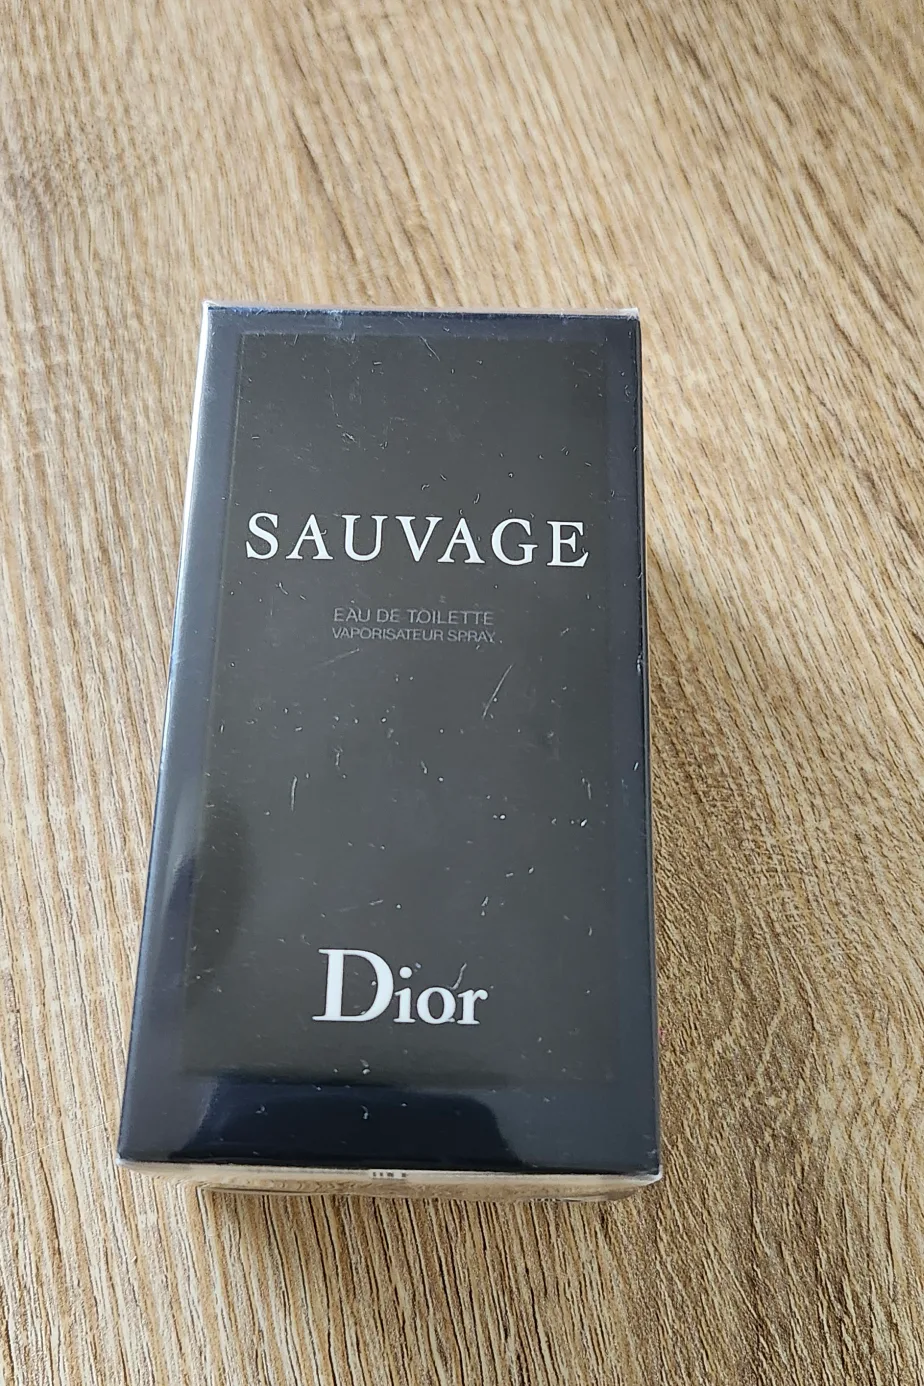 SAUVAGE
EAU DE TOILETTE
VAPORISATEUR SPRAY
Dior